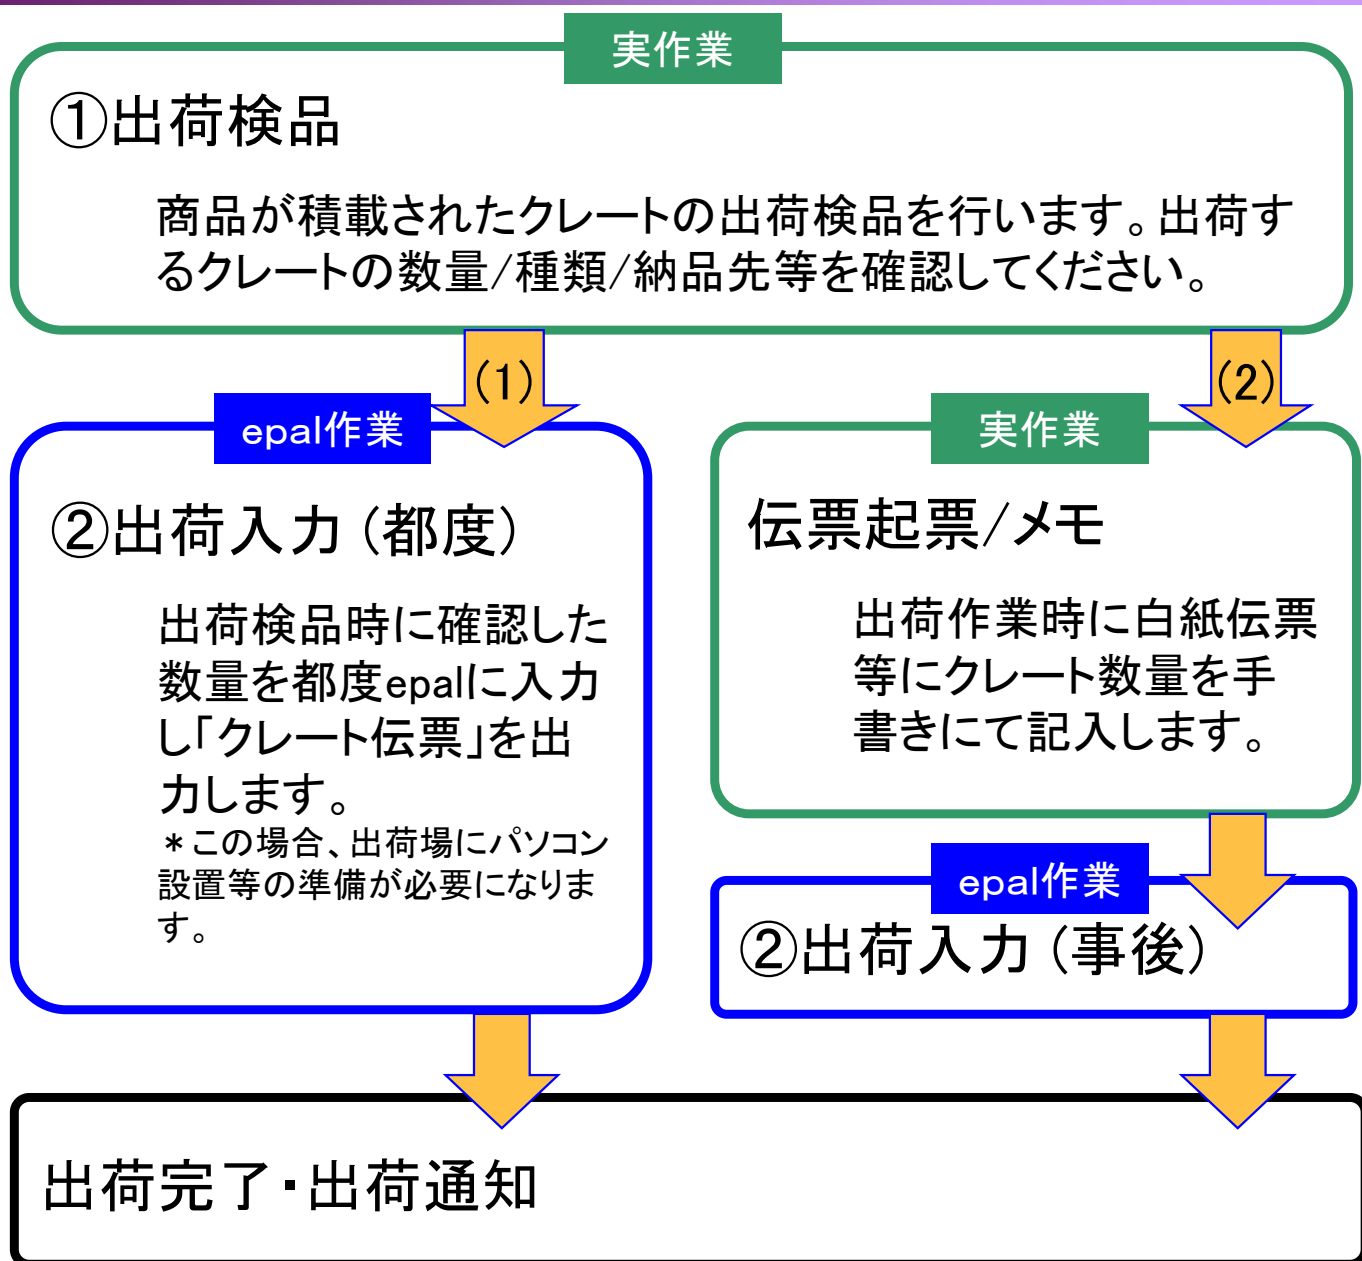 実作業
①出荷検品
商品が積載されたクレートの出荷検品を行います。出荷す
るクレートの数量/種類/納品先等を確認してください。
(1)
(2)
epal作業
②出荷入力(都度)
出荷検品時に確認した
数量を都度epalに入力
し「クレート伝票」を出
力します。
＊この場合、出荷場にパソコン
設置等の準備が必要になりま
す。
実作業
伝票起票/メモ
出荷作業時に白紙伝票
等にクレート数量を手
書きにて記入します。
epal作業
②出荷入力(事後)
出荷完了・出荷通知